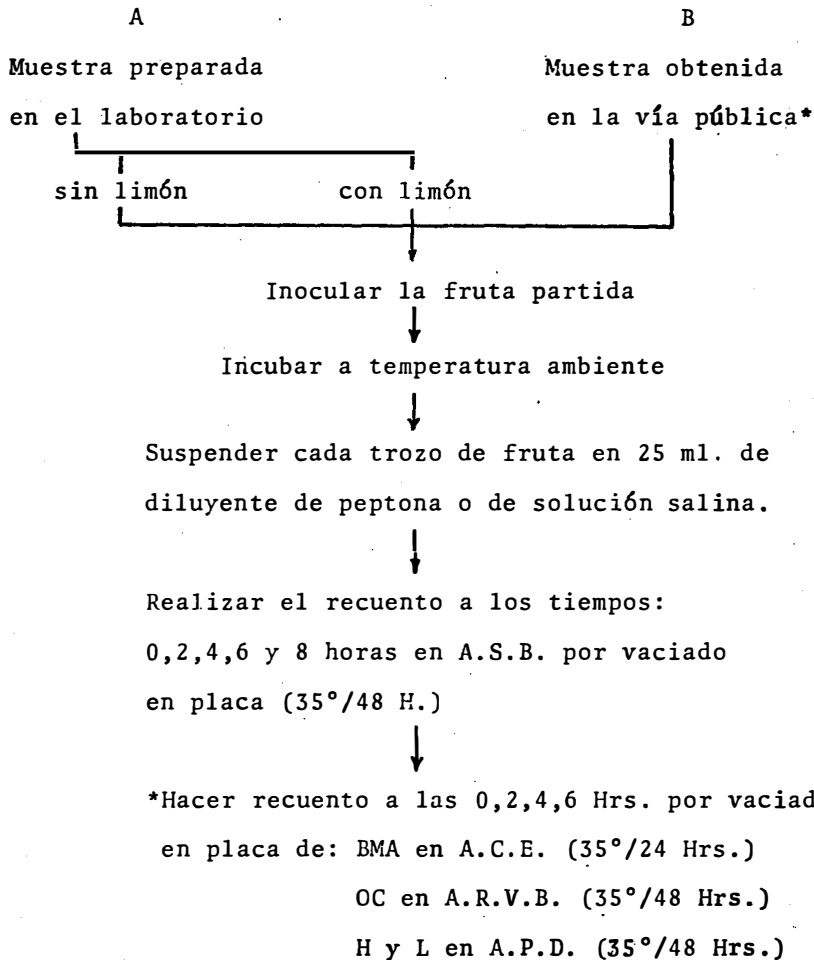 A B
Muestra preparada Muestra obtenida
en el laboratorio en la vía pública*
sin limón con limón
Inocular la fruta partida
Incubar a temperatura ambiente
Suspender cada trozo de fruta en 25 ml. de
diluyente de peptona o de solución salina.
Realizar el recuento a los tiempos:
0,2,4,6 y 8 horas en A.S.B. por vaciado
en placa (35°/48 H.)
*Hacer recuento a las 0,2,4,6 Hrs. por vaciad
en placa de: BMA en A.C.E. (35°/24 Hrs.)
OC en A.R.V.B. (35°/48 Hrs.)
H y L en A.P.D. (35°/48 Hrs.)